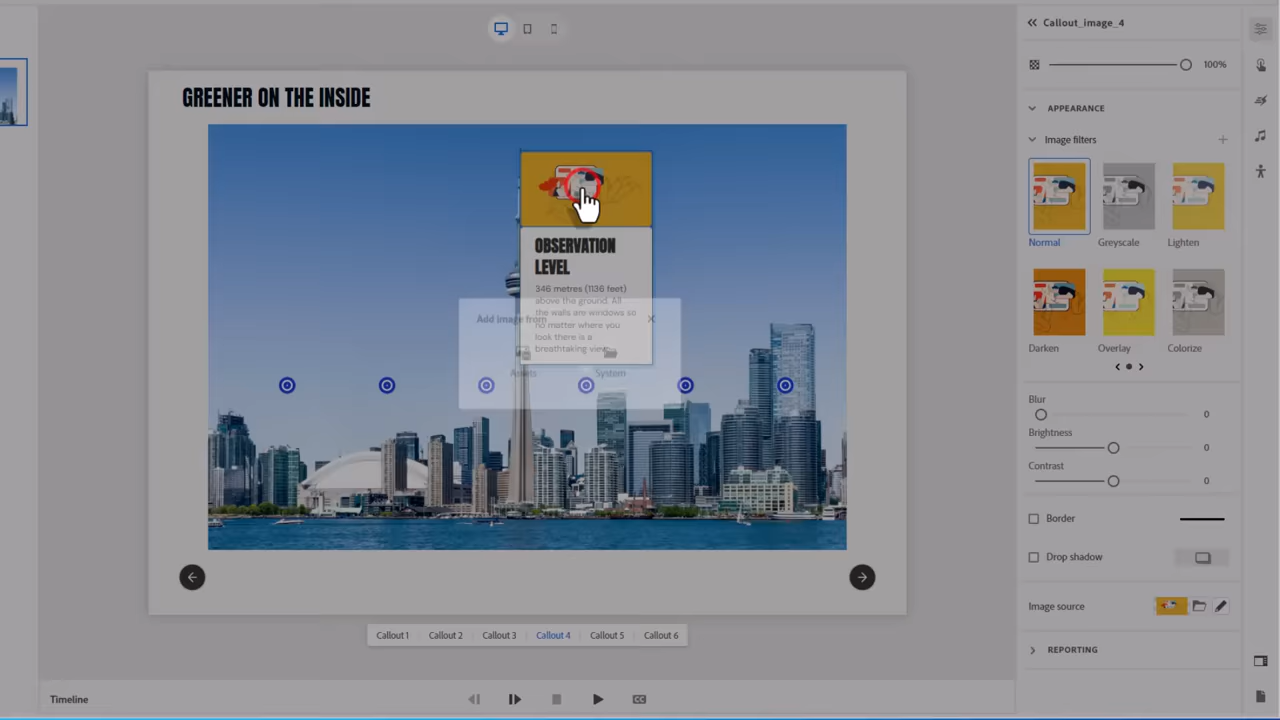 Callout_image_4
100%
APPEARANCE
Image filters
Normal
Greyscale
Lighten
Darken
Overlay
Colorize
Blur
0
Brightness
0
Contrast
0
Border
Drop shadow
Image source
REPORTING
GREENER ON THE INSIDE
OBSERVATION
LEVEL
346 metres (1136 feet)
above the ground. All
the walls are windows so
no matter where you
look there is a
breathtaking view.
Add image from
Assets
System
Callout 1
Callout 2
Callout 3
Callout 4
Callout 5
Callout 6
Timeline
CC